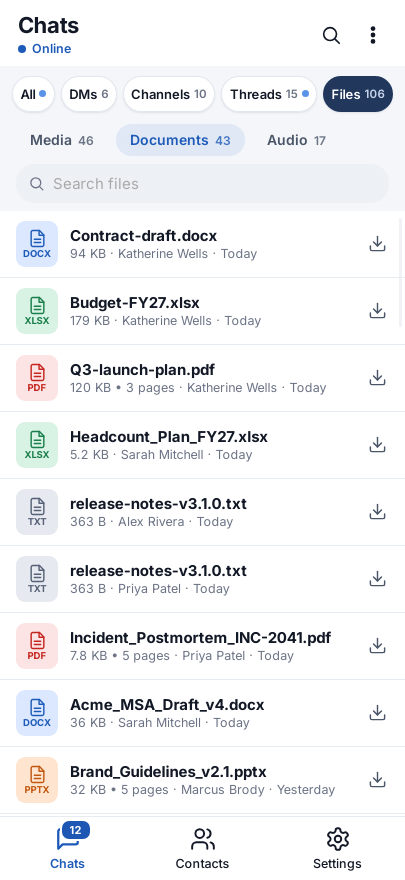 Chats
Online
All
DMs 6
Channels 10
Threads 15
Files 106
Media 46
Documents 43
Audio 17
Search files
DOCX
Contract-draft.docx
94 KB · Katherine Wells · Today
XLSX
Budget-FY27.xlsx
179 KB · Katherine Wells · Today
PDF
Q3-launch-plan.pdf
120 KB • 3 pages · Katherine Wells · Today
XLSX
Headcount_Plan_FY27.xlsx
5.2 KB · Sarah Mitchell · Today
TXT
release-notes-v3.1.0.txt
363 B · Alex Rivera · Today
TXT
release-notes-v3.1.0.txt
363 B · Priya Patel · Today
PDF
Incident_Postmortem_INC-2041.pdf
7.8 KB • 5 pages · Priya Patel · Today
DOCX
Acme_MSA_Draft_v4.docx
36 KB · Sarah Mitchell · Today
PPTX
Brand_Guidelines_v2.1.pptx
32 KB • 5 pages · Marcus Brody · Yesterday
12
Chats
Contacts
Settings